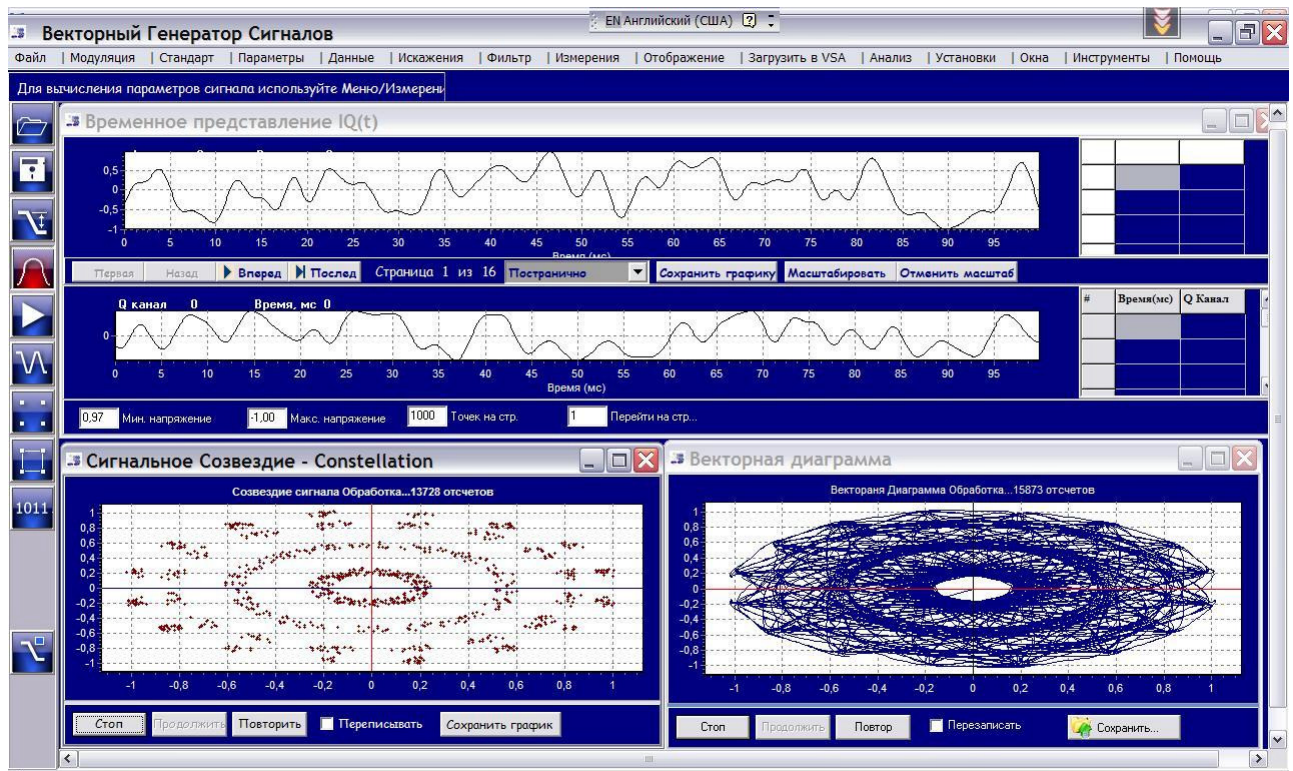 EN Английский (США)
Векторный Генератор Сигналов
Файл | Модуляция | Стандарт | Параметры | Данные | Искажения | Фильтр | Измерения | Отображение | Загрузить в VSA | Анализ | Установки | Окна | Инструменты | Помощь
Для вычисления параметров сигнала используйте Меню/Измерени
Временное представление IQ(t)
0,5
0
-0,5
-1
0 5 10 15 20 25 30 35 40 45 50 55 60 65 70 75 80 85 90 95
Время (мс)
Первая Назад Вперед Послед Страница 1 из 16 Постранично Сохранить графику Масштабировать Отменить масштаб
Q канал 0 Время, мс 0
# Время(мс) Q Канал
0
0 5 10 15 20 25 30 35 40 45 50 55 60 65 70 75 80 85 90 95
Время (мс)
0,97 Мин. напряжение -1,00 Макс. напряжение 1000 Точек на стр. 1 Перейти на стр...
Сигнальное Созвездие - Constellation
Созвездие сигнала Обработка...13728 отсчетов
1
0,8
0,6
0,4
0,2
0
-0,2
-0,4
-0,6
-0,8
-1
-1 -0,8 -0,6 -0,4 -0,2 0 0,2 0,4 0,6 0,8 1
Стоп Продолжить Повторить Переписывать Сохранить график
Векторная диаграмма
Вектораня Диаграмма Обработка...15873 отсчетов
1
0,8
0,6
0,4
0,2
0
-0,2
-0,4
-0,6
-0,8
-1
-1 -0,8 -0,6 -0,4 -0,2 0 0,2 0,4 0,6 0,8 1
Стоп Продолжить Повтор Перезаписать Сохранить...
1011